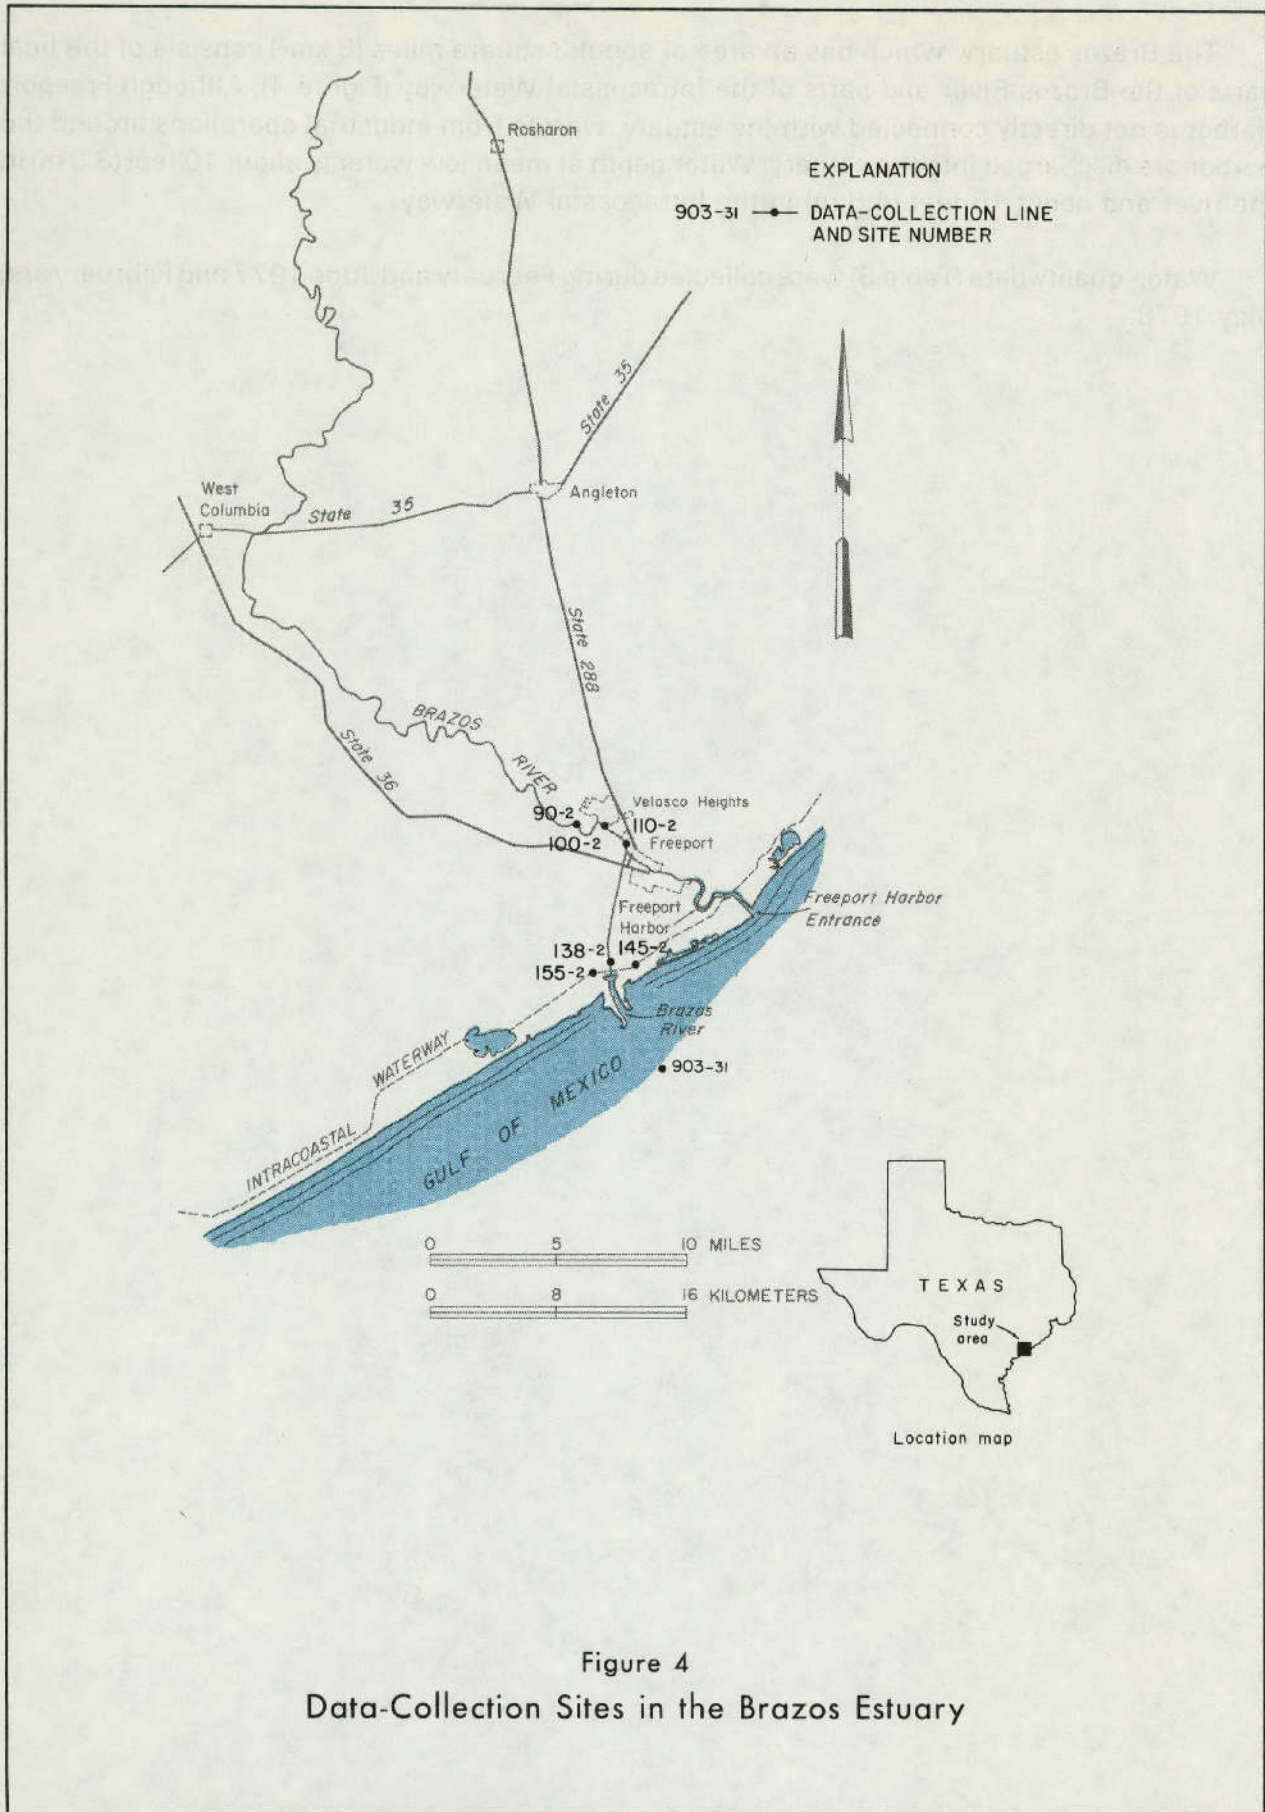 Rosharon
EXPLANATION
903-31 DATA-COLLECTION LINE
AND SITE NUMBER
State 35
N
West
Columbia
State 35
Angleton
State 288
BRAZOS
RIVER
State 36
Velasco Heights
90-2
110-2
100-2
Freeport
Freeport
Harbor
Freeport Harbor
Entrance
138-2
145-2
155-2
Brazos
River
903-31
INTRACOASTAL WATERWAY
GULF OF MEXICO
0 5 10 MILES
0 8 16 KILOMETERS
TEXAS
Study
area
Location map
Figure 4
Data-Collection Sites in the Brazos Estuary